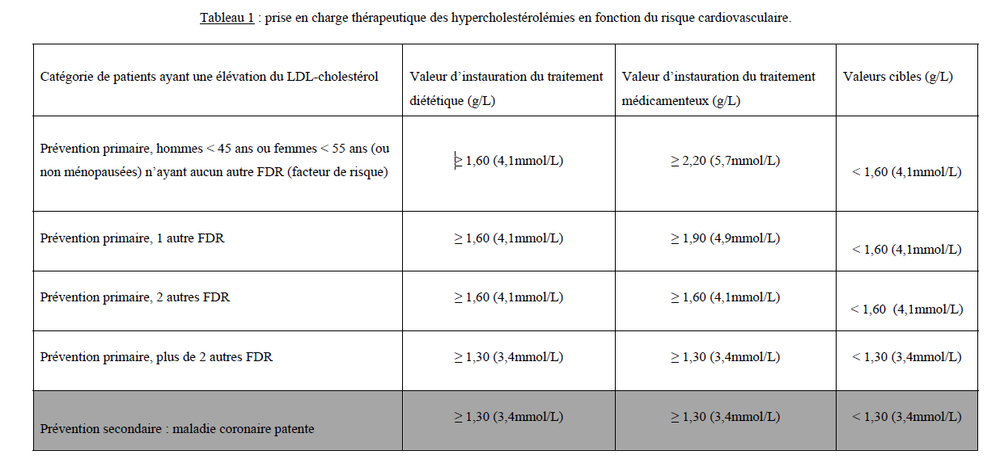 Tableau 1 : prise en charge thérapeutique des hypercholestérolémies en fonction du risque cardiovasculaire.
Catégorie de patients ayant une élévation du LDL-cholestérol
Valeur d’instauration du traitement
diététique (g/L)
Valeur d’instauration du traitement
médicamenteux (g/L)
Valeurs cibles (g/L)
Prévention primaire, hommes < 45 ans ou femmes < 55 ans (ou
non ménopausées) n’ayant aucun autre FDR (facteur de risque)
≥ 1,60 (4,1mmol/L)
≥ 2,20 (5,7mmol/L)
< 1,60 (4,1mmol/L)
Prévention primaire, 1 autre FDR
≥ 1,60 (4,1mmol/L)
≥ 1,90 (4,9mmol/L)
< 1,60 (4,1mmol/L)
Prévention primaire, 2 autres FDR
≥ 1,60 (4,1mmol/L)
≥ 1,60 (4,1mmol/L)
< 1,60 (4,1mmol/L)
Prévention primaire, plus de 2 autres FDR
≥ 1,30 (3,4mmol/L)
≥ 1,30 (3,4mmol/L)
< 1,30 (3,4mmol/L)
Prévention secondaire : maladie coronaire patente
≥ 1,30 (3,4mmol/L)
≥ 1,30 (3,4mmol/L)
< 1,30 (3,4mmol/L)